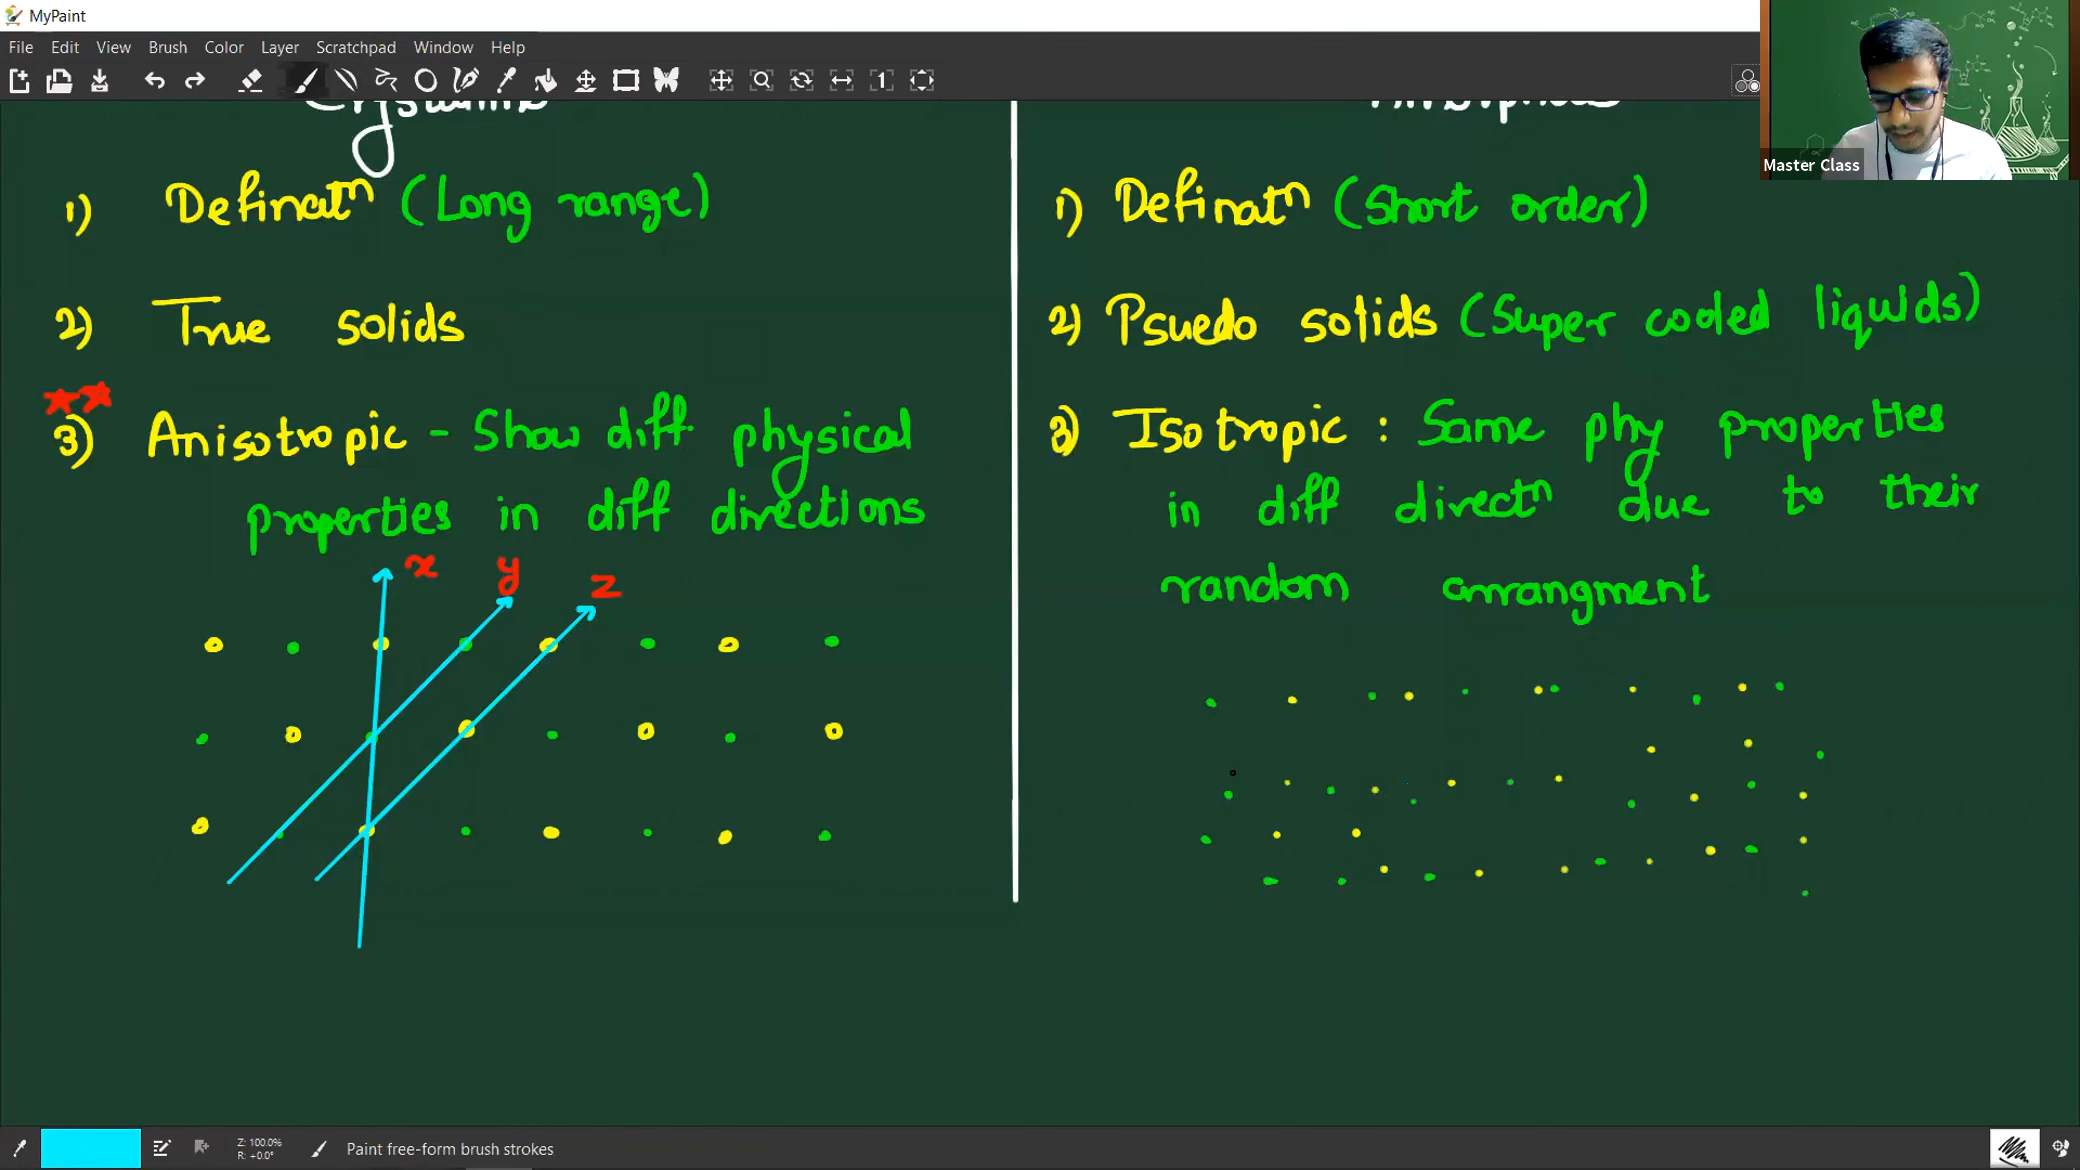 MyPaint
File Edit View Brush Color Layer Scratchpad Window Help
Master Class
1) Definatn (Long range)
2) True solids
3) Anisotropic - Show diff physical
properties in diff directions
x y z
1) Definatn (Short order)
2) Psuedo solids (Super cooled liquids)
3) Isotropic : Same phy properties
in diff directn due to their
random arrangment
Z: 100.0%
R: +0.0°
Paint free-form brush strokes